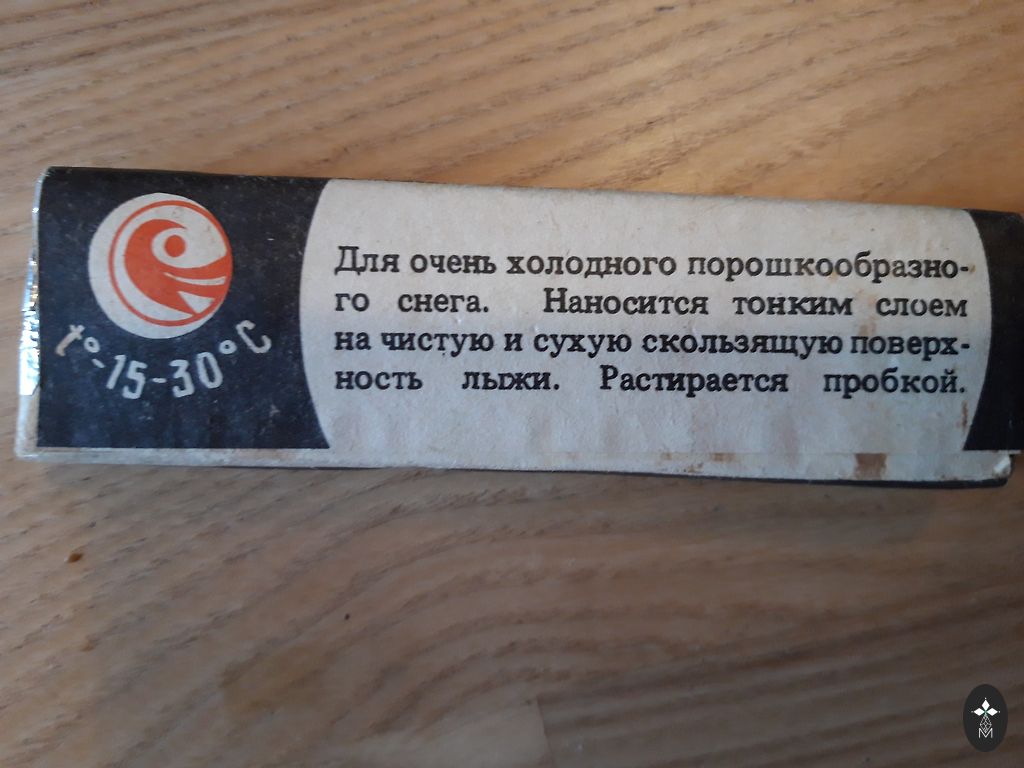 t°-15-30°C
Для очень холодного порошкообразно-
го снега. Наносится тонким слоем
на чистую и сухую скользящую поверх-
ность лыжи. Растирается пробкой.
M